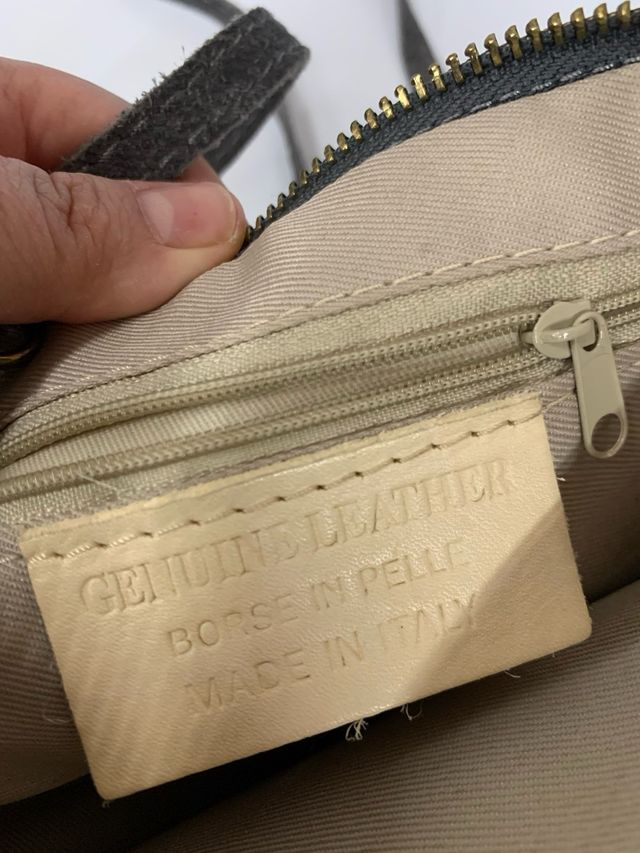 GENUINE LEATHER
BORSE IN PELLE
MADE IN ITALY